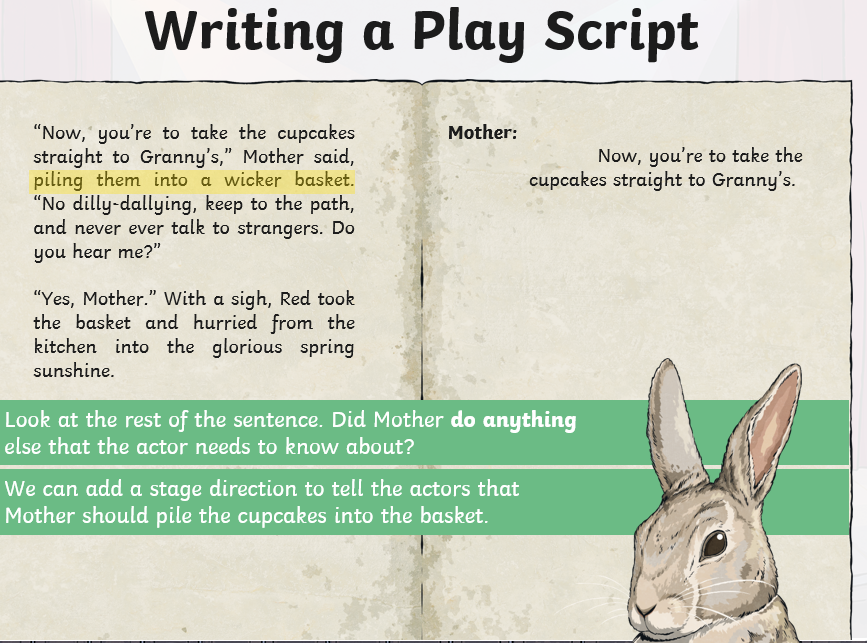 Writing a Play Script
“Now, you’re to take the cupcakes
straight to Granny’s,” Mother said,
piling them into a wicker basket.
“No dilly-dallying, keep to the path,
and never ever talk to strangers. Do
you hear me?”
“Yes, Mother.” With a sigh, Red took
the basket and hurried from the
kitchen into the glorious spring
sunshine.
Mother:
Now, you’re to take the
cupcakes straight to Granny’s.
Look at the rest of the sentence. Did Mother do anything
else that the actor needs to know about?
We can add a stage direction to tell the actors that
Mother should pile the cupcakes into the basket.